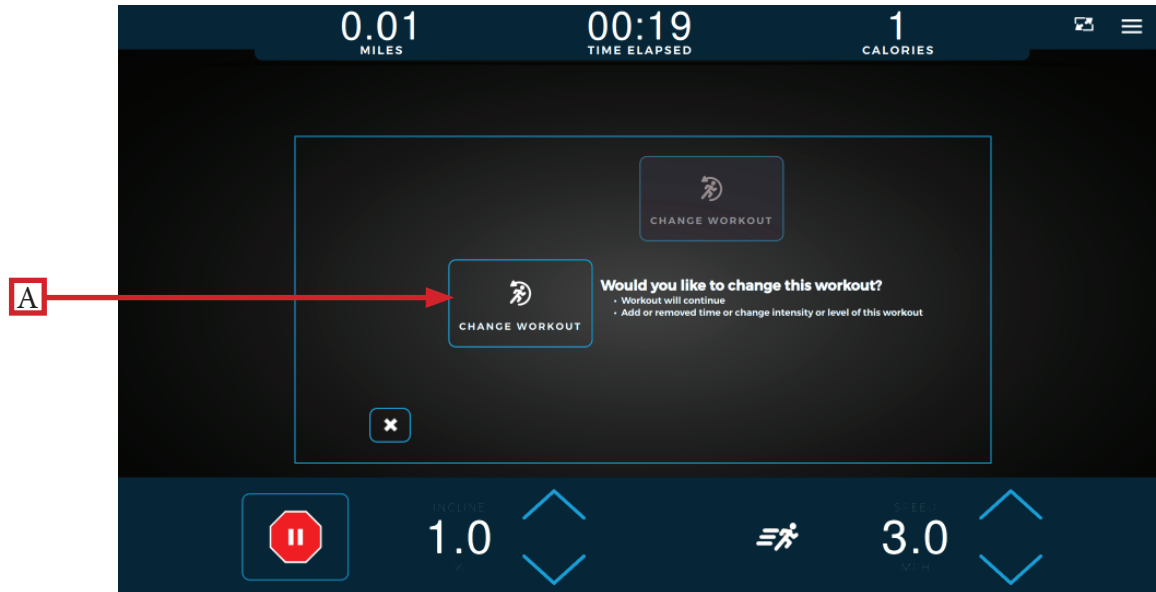 0.01
MILES
00:19
TIME ELAPSED
1
CALORIES
CHANGE WORKOUT
A
CHANGE WORKOUT
Would you like to change this workout?
• Workout will continue
• Add or removed time or change intensity or level of this workout
INCLINE
1.0
%
SPEED
3.0
MPH